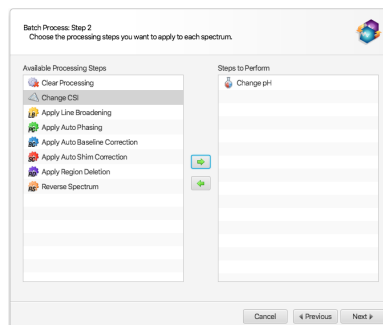 Batch Process: Step 2
Choose the processing steps you want to apply to each spectrum.
Available Processing Steps
Clear Processing
Change CSI
LB Apply Line Broadening
Apply Auto Phasing
Apply Auto Baseline Correction
Apply Auto Shim Correction
Apply Region Deletion
RS Reverse Spectrum
Steps to Perform
Change pH
Cancel
Previous
Next